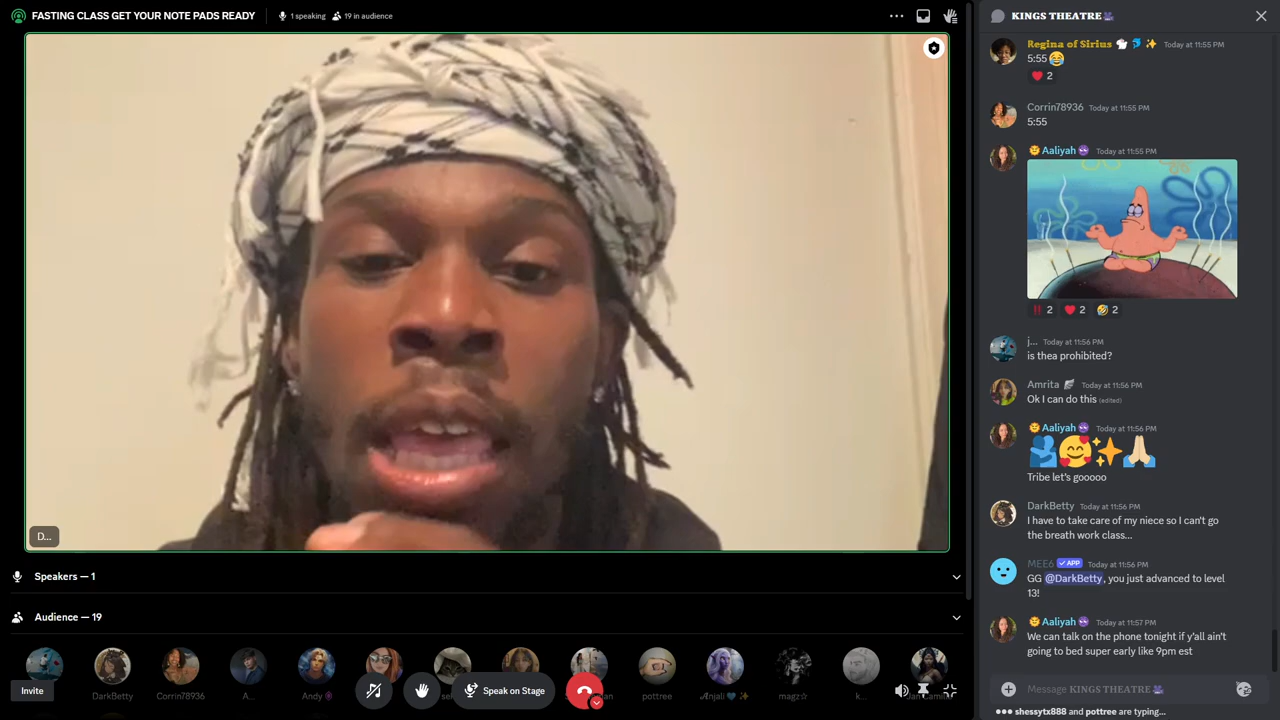 FASTING CLASS GET YOUR NOTE PADS READY
1 speaking
19 in audience
D...
Speakers — 1
Audience — 19
DarkBetty
Corrin78936
A...
Andy
pottree
Anjali
magz☆
k...
Invite
Speak on Stage
KINGS THEATRE
Regina of Sirius Today at 11:55 PM
5:55 😂
❤️ 2
Corrin78936 Today at 11:55 PM
5:55
Aaliyah Today at 11:55 PM
‼️ 2 ❤️ 2 🤣 2
j... Today at 11:56 PM
is thea prohibited?
Amrita Today at 11:56 PM
Ok I can do this (edited)
Aaliyah Today at 11:56 PM
🫂🥰✨🙏🏼
Tribe let's gooooo
DarkBetty Today at 11:56 PM
I have to take care of my niece so I can't go
the breath work class...
MEE6 ✓ APP Today at 11:56 PM
GG @DarkBetty, you just advanced to level
13!
Aaliyah Today at 11:57 PM
We can talk on the phone tonight if y'all ain't
going to bed super early like 9pm est
Message KINGS THEATRE
shessytx888 and pottree are typing...